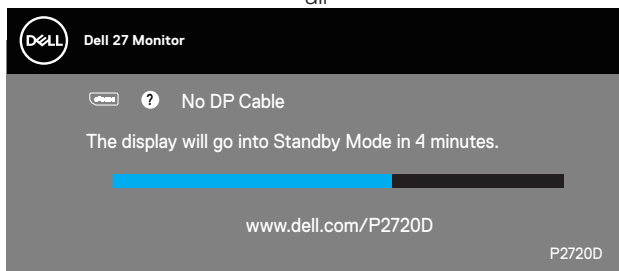 DELL
Dell 27 Monitor
? No DP Cable
The display will go into Standby Mode in 4 minutes.
www.dell.com/P2720D
P2720D